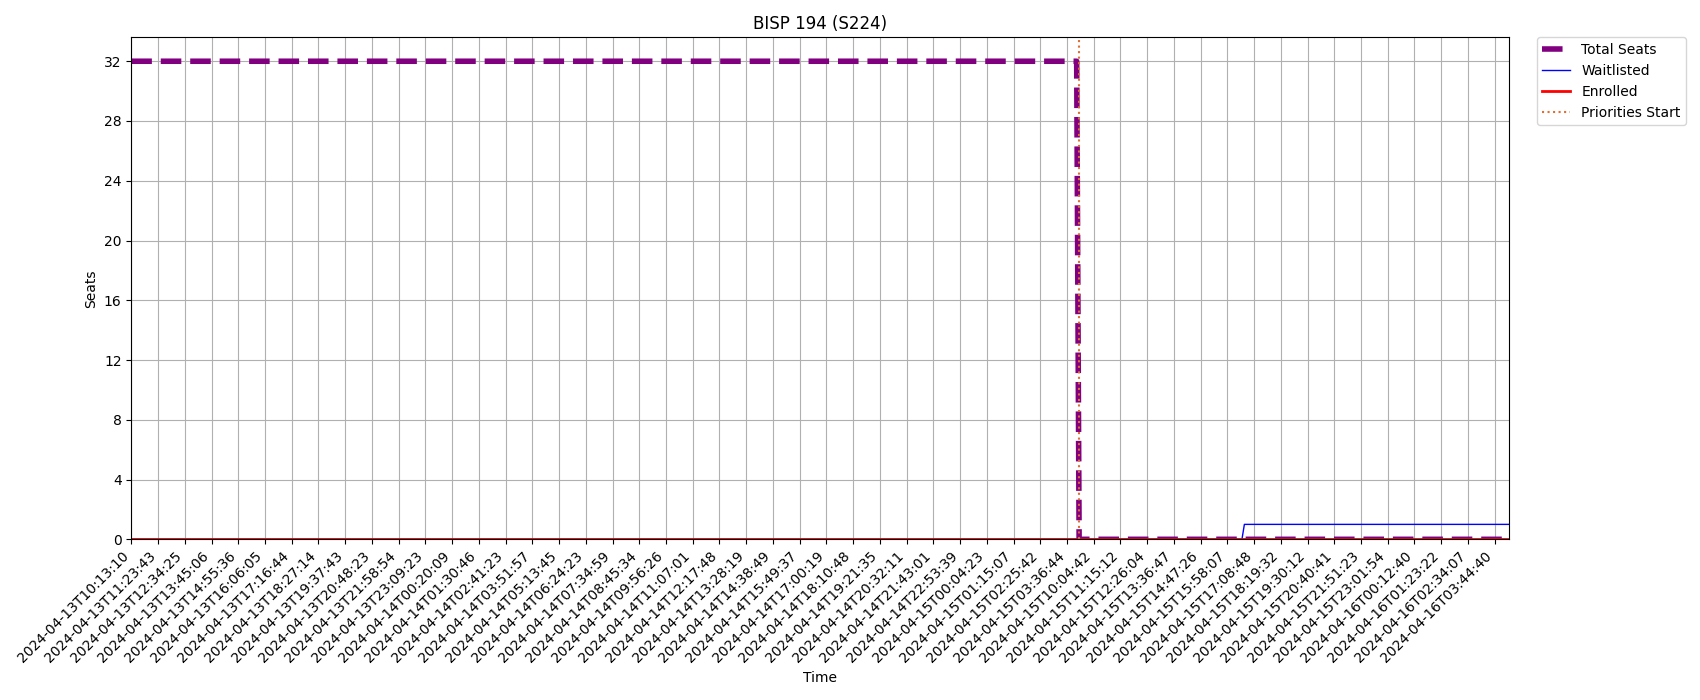 BISP 194 (S224)
Total Seats
Waitlisted
Enrolled
Priorities Start
Seats
32
28
24
20
16
12
8
4
0
2024-04-13T10:13:10
2024-04-13T11:23:43
2024-04-13T12:34:25
2024-04-13T13:45:06
2024-04-13T14:55:36
2024-04-13T16:06:05
2024-04-13T17:16:44
2024-04-13T18:27:14
2024-04-13T19:37:43
2024-04-13T20:48:23
2024-04-13T21:58:54
2024-04-13T23:09:23
2024-04-14T00:20:09
2024-04-14T01:30:46
2024-04-14T02:41:23
2024-04-14T03:51:57
2024-04-14T05:13:45
2024-04-14T06:24:23
2024-04-14T07:34:59
2024-04-14T08:45:34
2024-04-14T09:56:26
2024-04-14T11:07:01
2024-04-14T12:17:48
2024-04-14T13:28:19
2024-04-14T14:38:49
2024-04-14T15:49:37
2024-04-14T17:00:19
2024-04-14T18:10:48
2024-04-14T19:21:35
2024-04-14T20:32:11
2024-04-14T21:43:01
2024-04-14T22:53:39
2024-04-15T00:04:23
2024-04-15T01:15:07
2024-04-15T02:25:42
2024-04-15T03:36:44
2024-04-15T10:04:42
2024-04-15T11:15:12
2024-04-15T12:26:04
2024-04-15T13:36:47
2024-04-15T14:47:26
2024-04-15T15:58:07
2024-04-15T17:08:48
2024-04-15T18:19:32
2024-04-15T19:30:12
2024-04-15T20:40:41
2024-04-15T21:51:23
2024-04-15T23:01:54
2024-04-16T00:12:40
2024-04-16T01:23:22
2024-04-16T02:34:07
2024-04-16T03:44:40
Time